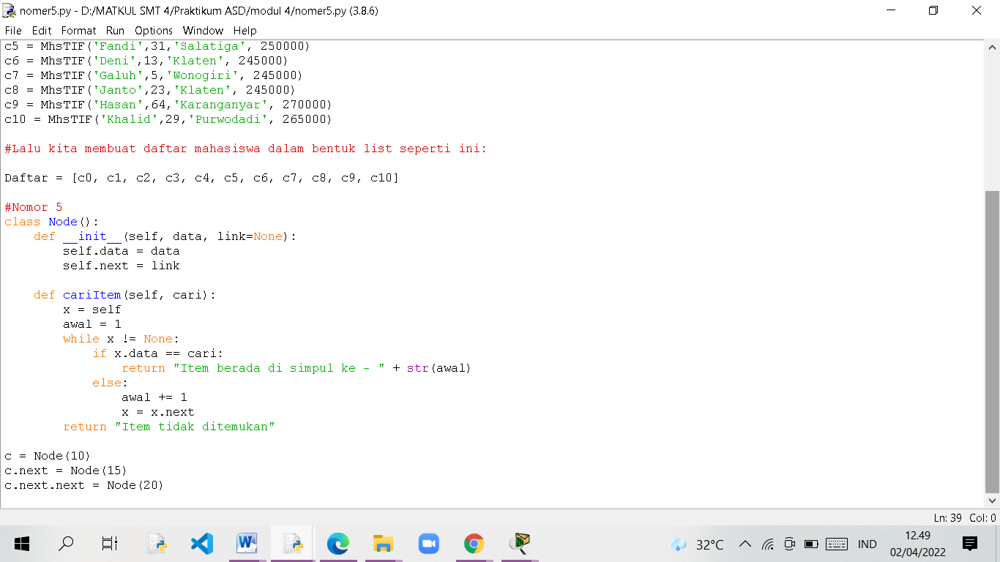 nomer5.py - D:/MATKUL SMT 4/Praktikum ASD/modul 4/nomer5.py (3.8.6)
File Edit Format Run Options Window Help
c5 = MhsTIF('Fandi',31,'Salatiga', 250000)
c6 = MhsTIF('Deni',13,'Klaten', 245000)
c7 = MhsTIF('Galuh',5,'Wonogiri', 245000)
c8 = MhsTIF('Janto',23,'Klaten', 245000)
c9 = MhsTIF('Hasan',64,'Karanganyar', 270000)
c10 = MhsTIF('Khalid',29,'Purwodadi', 265000)
#Lalu kita membuat daftar mahasiswa dalam bentuk list seperti ini:
Daftar = [c0, c1, c2, c3, c4, c5, c6, c7, c8, c9, c10]
#Nomor 5
class Node():
    def __init__(self, data, link=None):
        self.data = data
        self.next = link
    def cariItem(self, cari):
        x = self
        awal = 1
        while x != None:
            if x.data == cari:
                return "Item berada di simpul ke - " + str(awal)
            else:
                awal += 1
                x = x.next
        return "Item tidak ditemukan"
c = Node(10)
c.next = Node(15)
c.next.next = Node(20)
Ln: 39 Col: 0
32°C
IND
12.49
02/04/2022